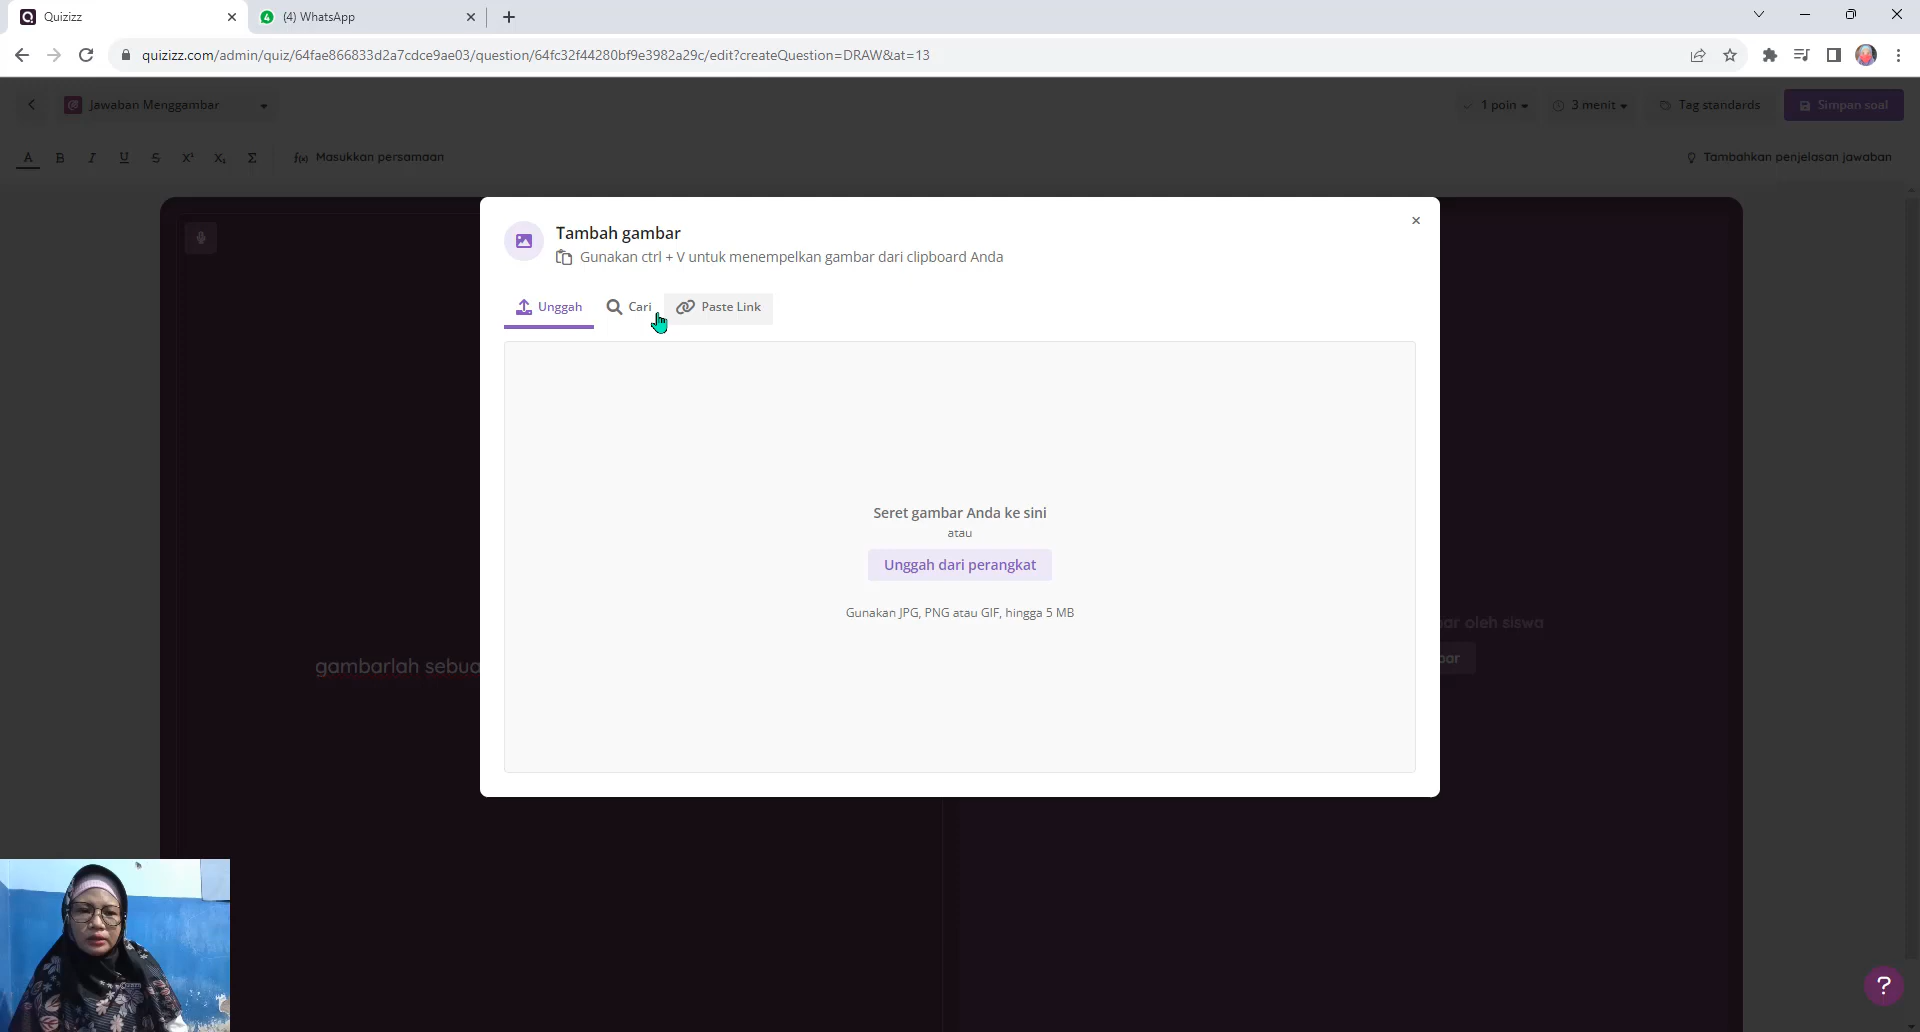 Quizizz
(4) WhatsApp
quizizz.com/admin/quiz/64fae866833d2a7cdce9ae03/question/64fc32f44280bf9e3982a29c/edit?createQuestion=DRAW&at=13
Jawaban Menggambar
1 poin
3 menit
Tag standards
Simpan soal
A B I U S X² X₂ Σ f(x) Masukkan persamaan
Tambahkan penjelasan jawaban
Tambah gambar
Gunakan ctrl + V untuk menempelkan gambar dari clipboard Anda
Unggah
Cari
Paste Link
Seret gambar Anda ke sini
atau
Unggah dari perangkat
Gunakan JPG, PNG atau GIF, hingga 5 MB
oleh siswa
gambarlah
?